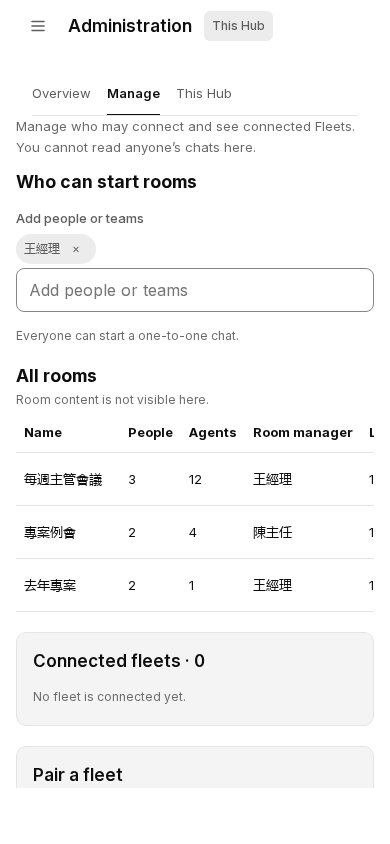 Administration This Hub
Overview Manage This Hub
Manage who may connect and see connected Fleets.
You cannot read anyone’s chats here.
Who can start rooms
Add people or teams
王經理 ×
Add people or teams
Everyone can start a one-to-one chat.
All rooms
Room content is not visible here.
Name People Agents Room manager L
每週主管會議 3 12 王經理 1
專案例會 2 4 陳主任 1
去年專案 2 1 王經理 1
Connected fleets · 0
No fleet is connected yet.
Pair a fleet